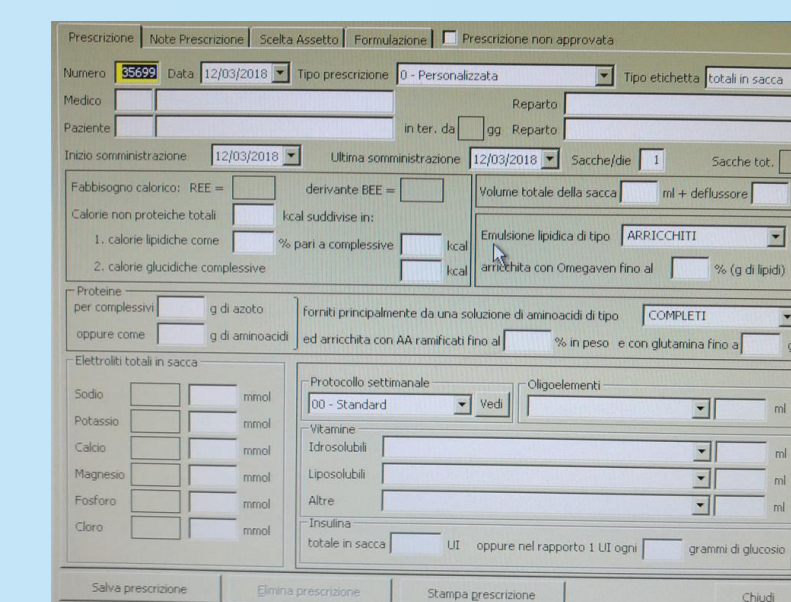 Prescrizione Note Prescrizione Scelta Assetto Formulazione Prescrizione non approvata
Numero 35699 Data 12/03/2018 Tipo prescrizione 0 - Personalizzata Tipo etichetta totali in sacca
Medico Reparto
Paziente in ter. da gg Reparto
Inizio somministrazione 12/03/2018 Ultima somministrazione 12/03/2018 Sacche/die 1 Sacche tot.
Fabbisogno calorico: REE = derivante BEE = Volume totale della sacca ml + deflussore
Calorie non proteiche totali kcal suddivise in:
1. calorie lipidiche come % pari a complessive kcal Emulsione lipidica di tipo ARRICCHITI
2. calorie glucidiche complessive kcal arricchita con Omegaven fino al % (g di lipidi)
Proteine
per complessivi g di azoto forniti principalmente da una soluzione di aminoacidi di tipo COMPLETI
oppure come g di aminoacidi ed arricchita con AA ramificati fino al % in peso e con glutamina fino a g
Elettroliti totali in sacca
Protocollo settimanale Oligoelementi
Sodio mmol 00 - Standard Vedi ml
Potassio mmol Vitamine
Calcio mmol Idrosolubili ml
Magnesio mmol Liposolubili ml
Fosforo mmol Altre ml
Cloro mmol Insulina
totale in sacca UI oppure nel rapporto 1 UI ogni grammi di glucosio
Salva prescrizione Elimina prescrizione Stampa prescrizione Chiudi